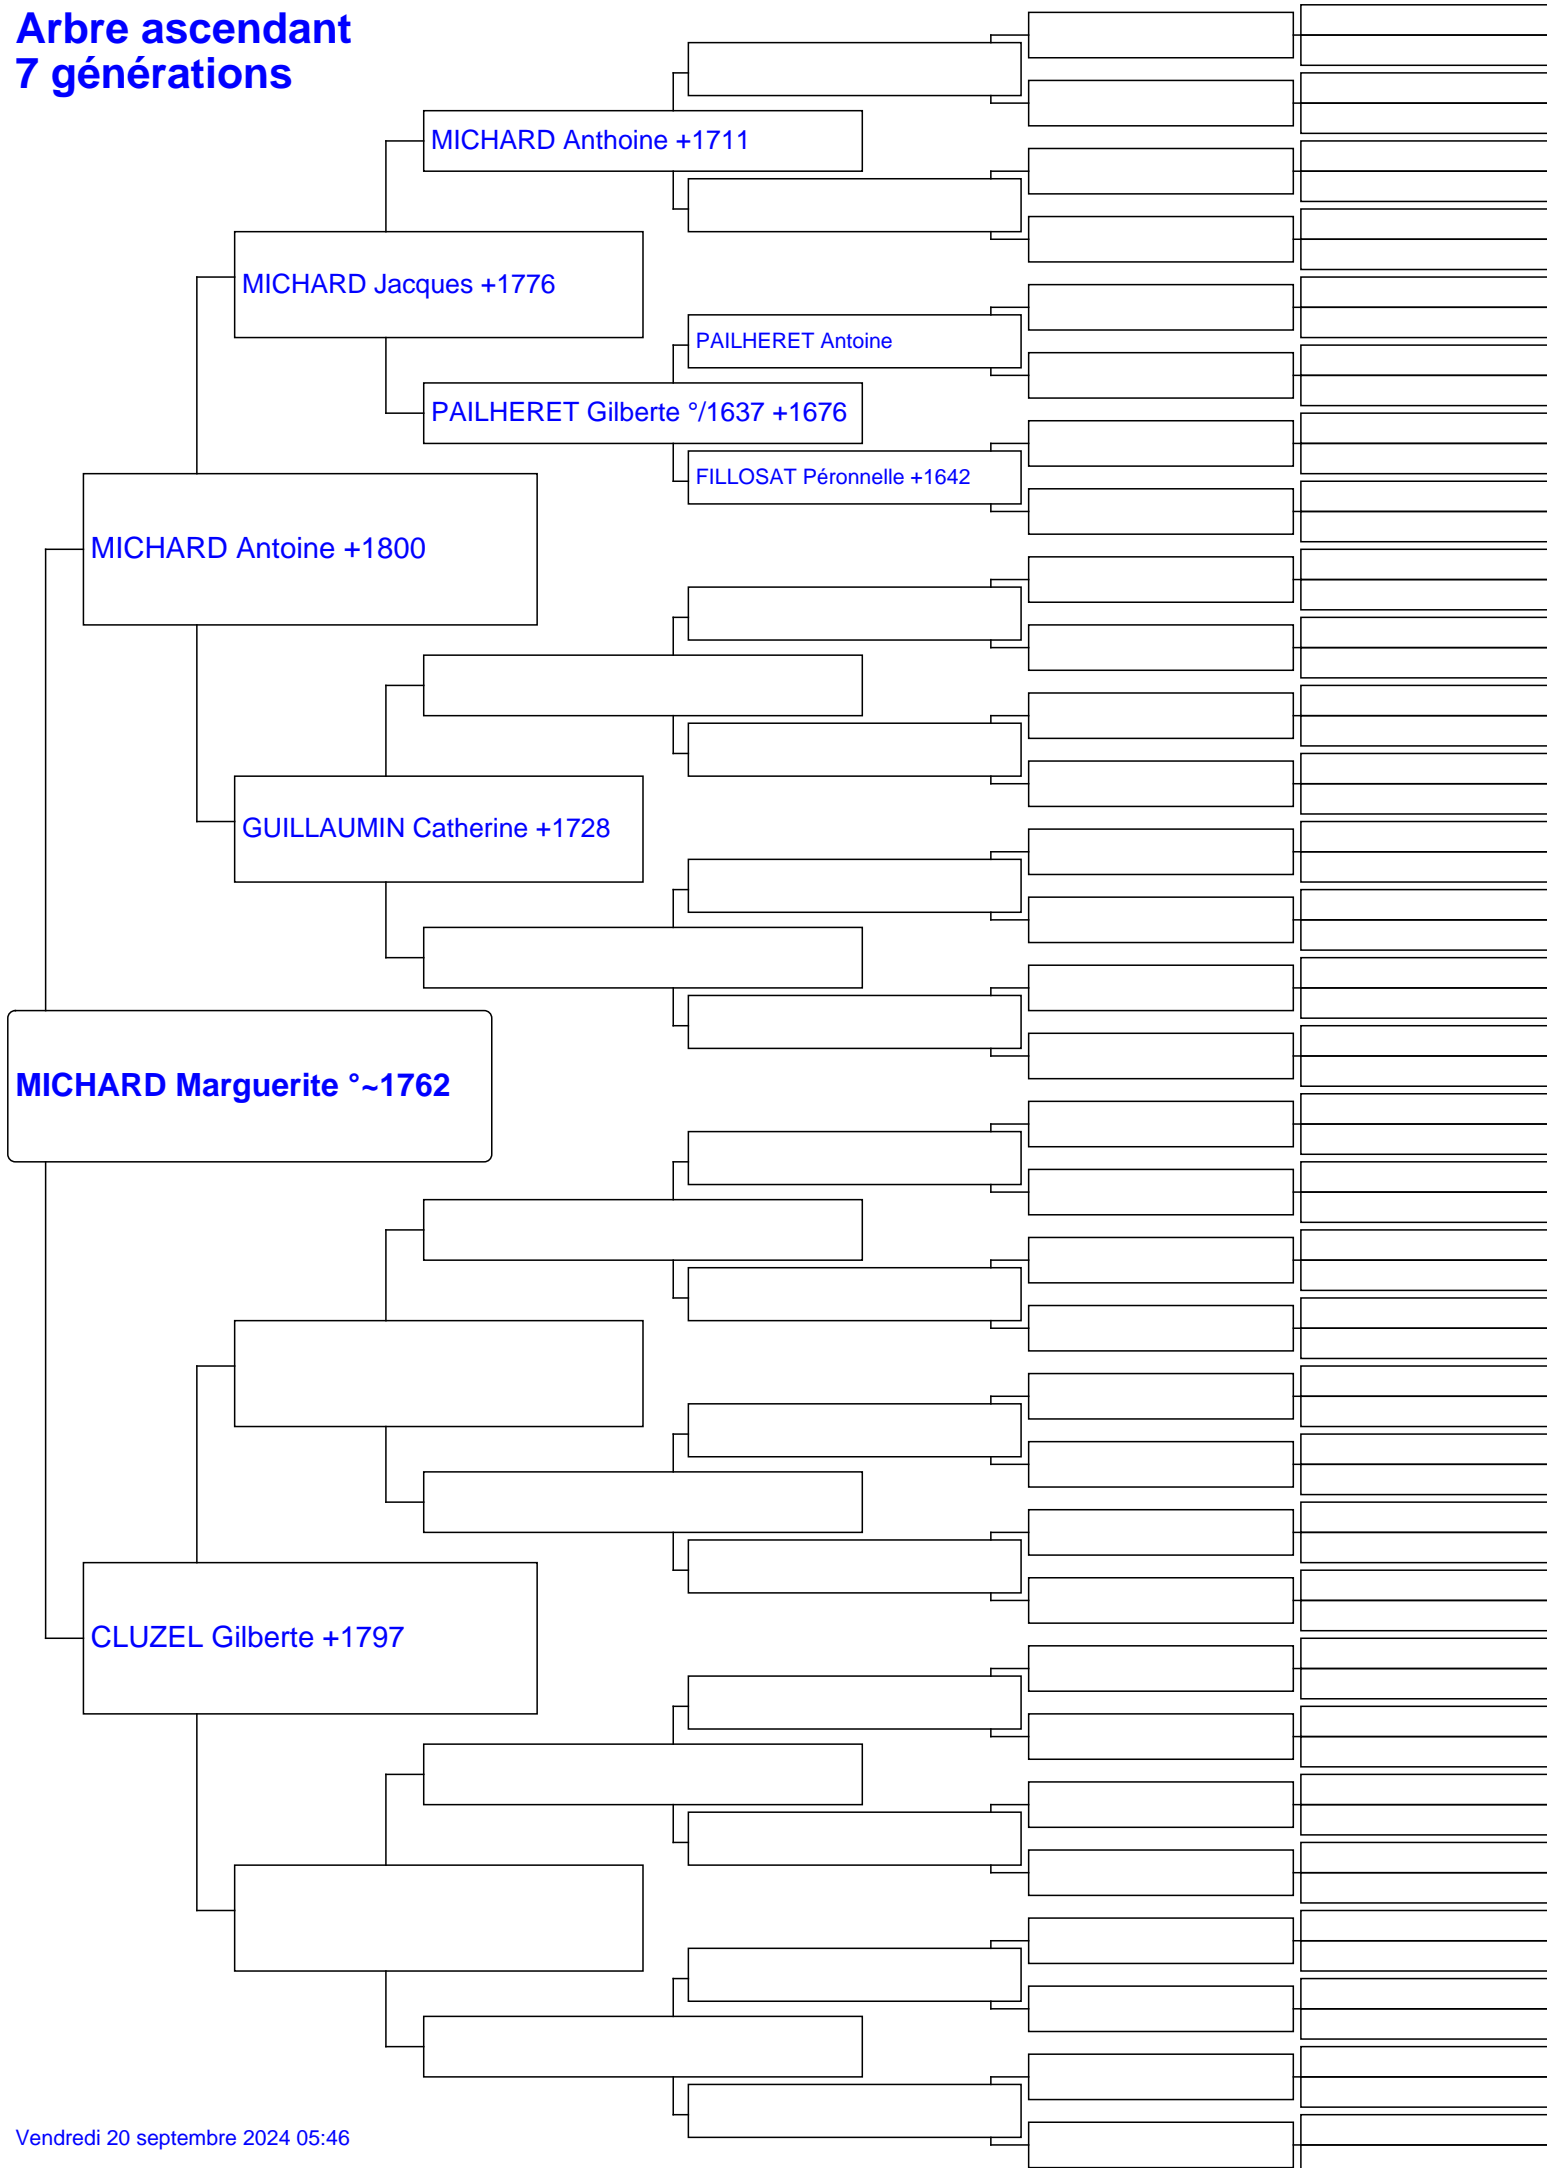 Arbre ascendant
7 générations
MICHARD Anthoine +1711
MICHARD Jacques +1776
PAILHERET Antoine
PAILHERET Gilberte °/1637 +1676
FILLOSAT Péronnelle +1642
MICHARD Antoine +1800
GUILLAUMIN Catherine +1728
MICHARD Marguerite °~1762
CLUZEL Gilberte +1797
Vendredi 20 septembre 2024 05:46